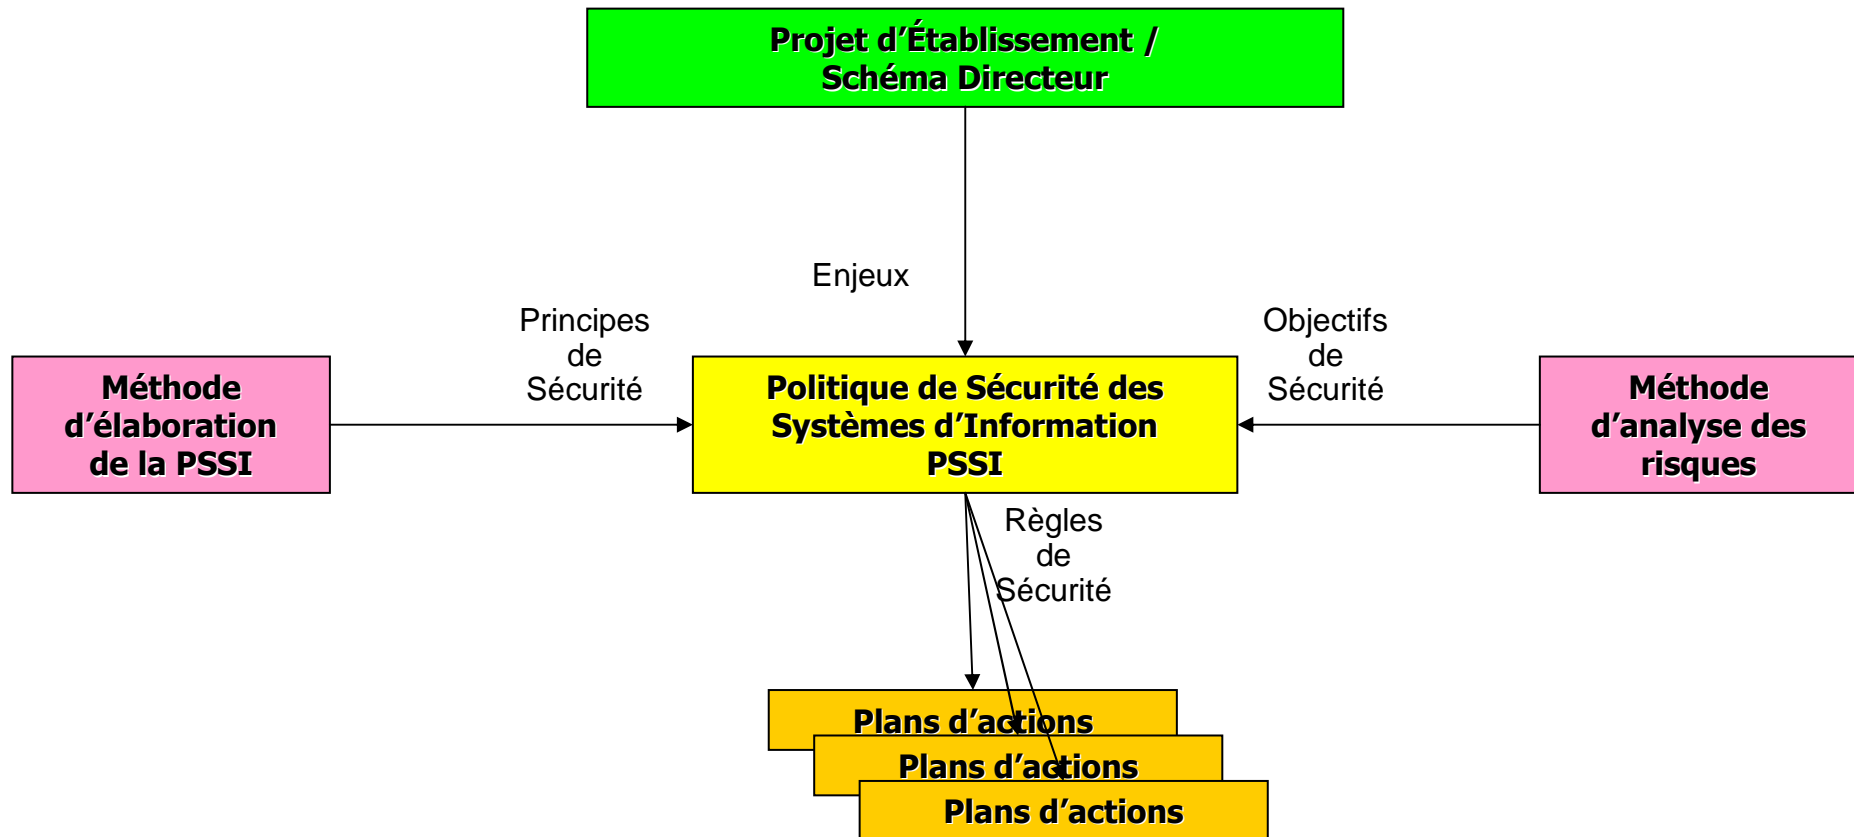 Projet d’Établissement /
Schéma Directeur
Enjeux
Principes
de
Sécurité
Objectifs
de
Sécurité
Méthode
d’élaboration
de la PSSI
Politique de Sécurité des
Systèmes d’Information
PSSI
Méthode
d’analyse des
risques
Règles
de
Sécurité
Plans d’actions
Plans d’actions
Plans d’actions